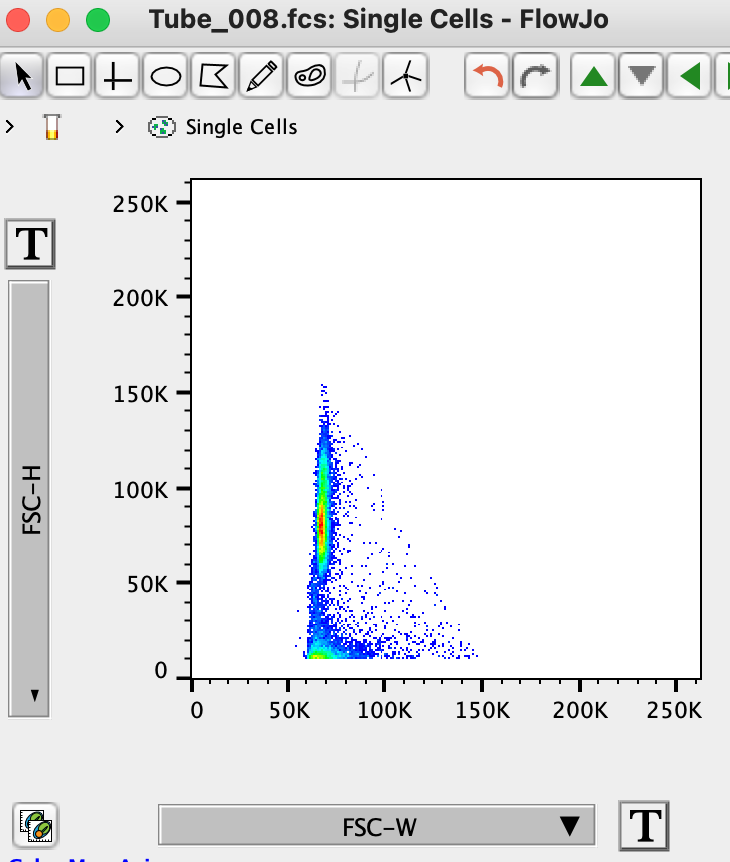 Tube_008.fcs: Single Cells - FlowJo
Single Cells
T
250K
200K
150K
100K
50K
0
FSC-H
0 50K 100K 150K 200K 250K
FSC-W
T